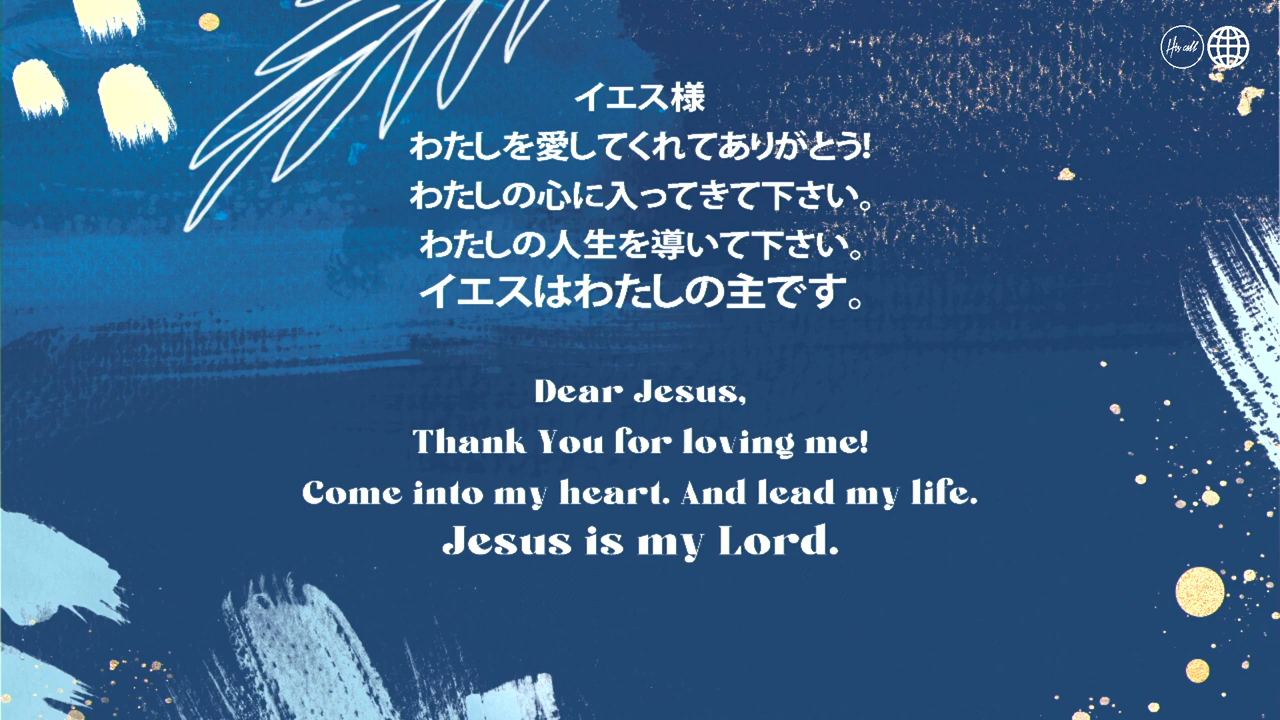 His call
イエス様
わたしを愛してくれてありがとう!
わたしの心に入ってきて下さい。
わたしの人生を導いて下さい。
イエスはわたしの主です。
Dear Jesus,
Thank You for loving me!
Come into my heart. And lead my life.
Jesus is my Lord.